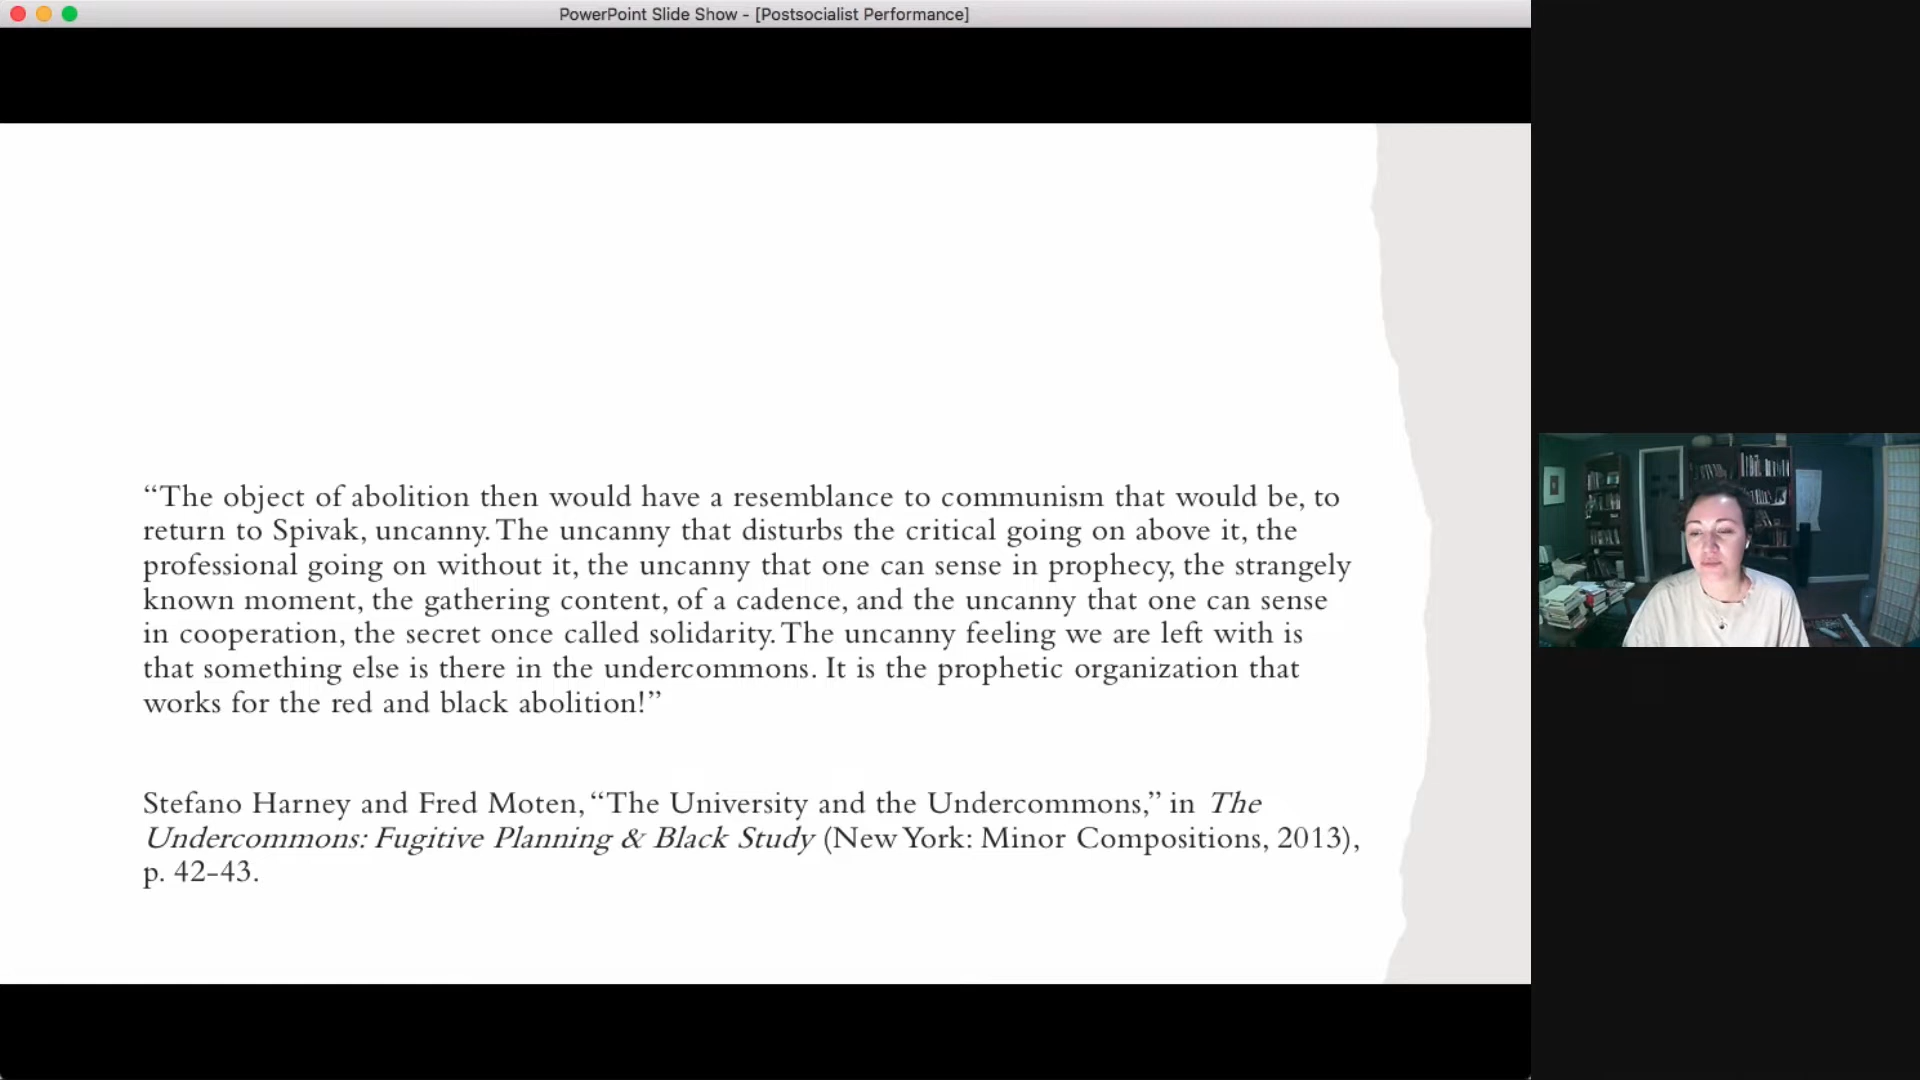 PowerPoint Slide Show - [Postsocialist Performance]
“The object of abolition then would have a resemblance to communism that would be, to
return to Spivak, uncanny. The uncanny that disturbs the critical going on above it, the
professional going on without it, the uncanny that one can sense in prophecy, the strangely
known moment, the gathering content, of a cadence, and the uncanny that one can sense
in cooperation, the secret once called solidarity. The uncanny feeling we are left with is
that something else is there in the undercommons. It is the prophetic organization that
works for the red and black abolition!”
Stefano Harney and Fred Moten, “The University and the Undercommons,” in The
Undercommons: Fugitive Planning & Black Study (New York: Minor Compositions, 2013),
p. 42-43.